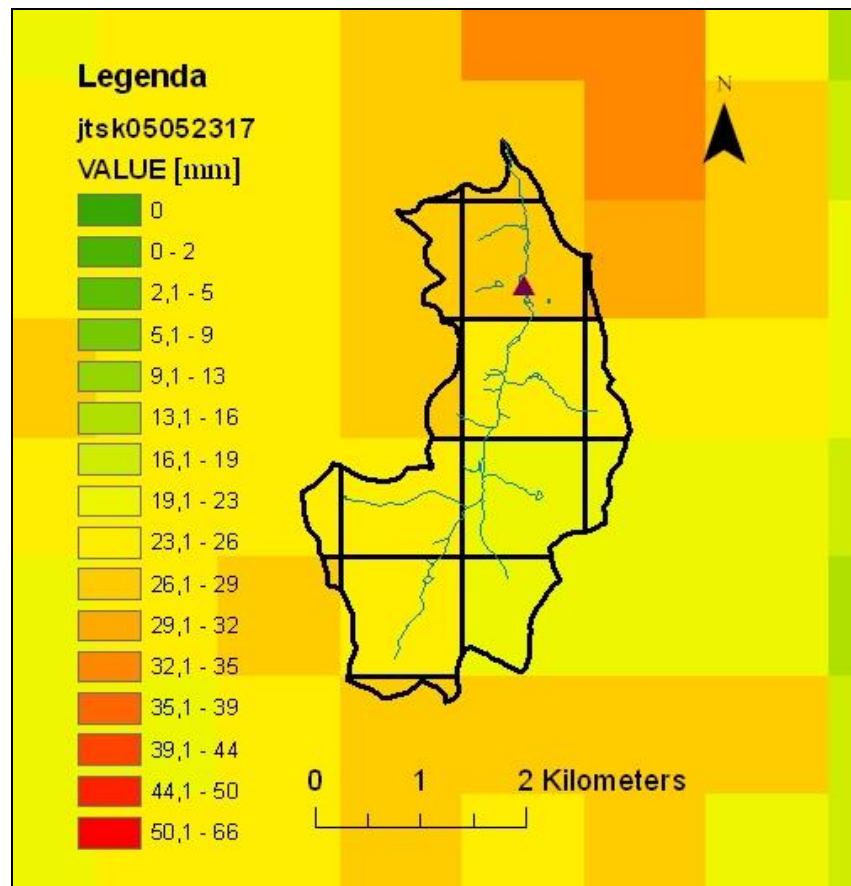 Legenda
N
jtsk05052317
VALUE [mm]
0
0 - 2
2,1 - 5
5,1 - 9
9,1 - 13
13,1 - 16
16,1 - 19
19,1 - 23
23,1 - 26
26,1 - 29
29,1 - 32
32,1 - 35
35,1 - 39
39,1 - 44
44,1 - 50
50,1 - 66
0 1 2 Kilometers